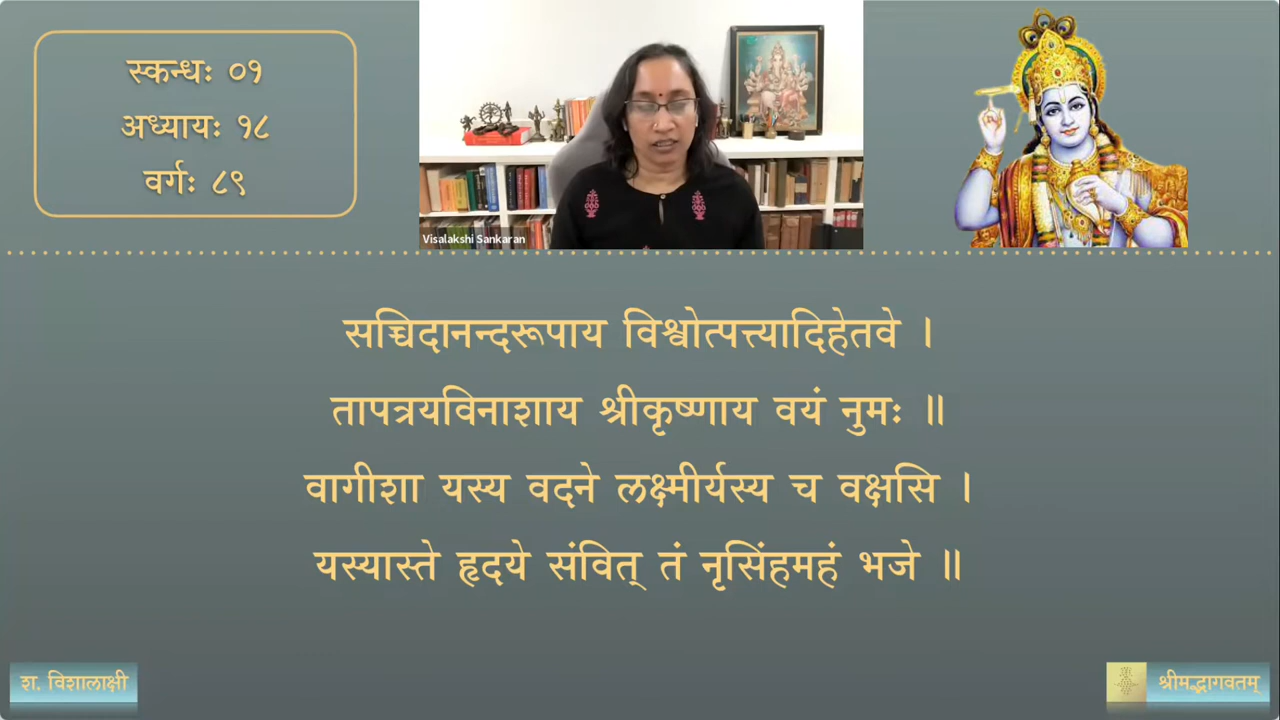 स्कन्धः ०१
अध्यायः १८
वर्गः ८९
Visalakshi Sankaran
सच्चिदानन्दरूपाय विश्वोत्पत्त्यादिहेतवे ।
तापत्रयविनाशाय श्रीकृष्णाय वयं नुमः ॥
वागीशा यस्य वदने लक्ष्मीर्यस्य च वक्षसि ।
यस्यास्ते हृदये संवित् तं नृसिंहमहं भजे ॥
श. विशालाक्षी
श्रीमद्भागवतम्